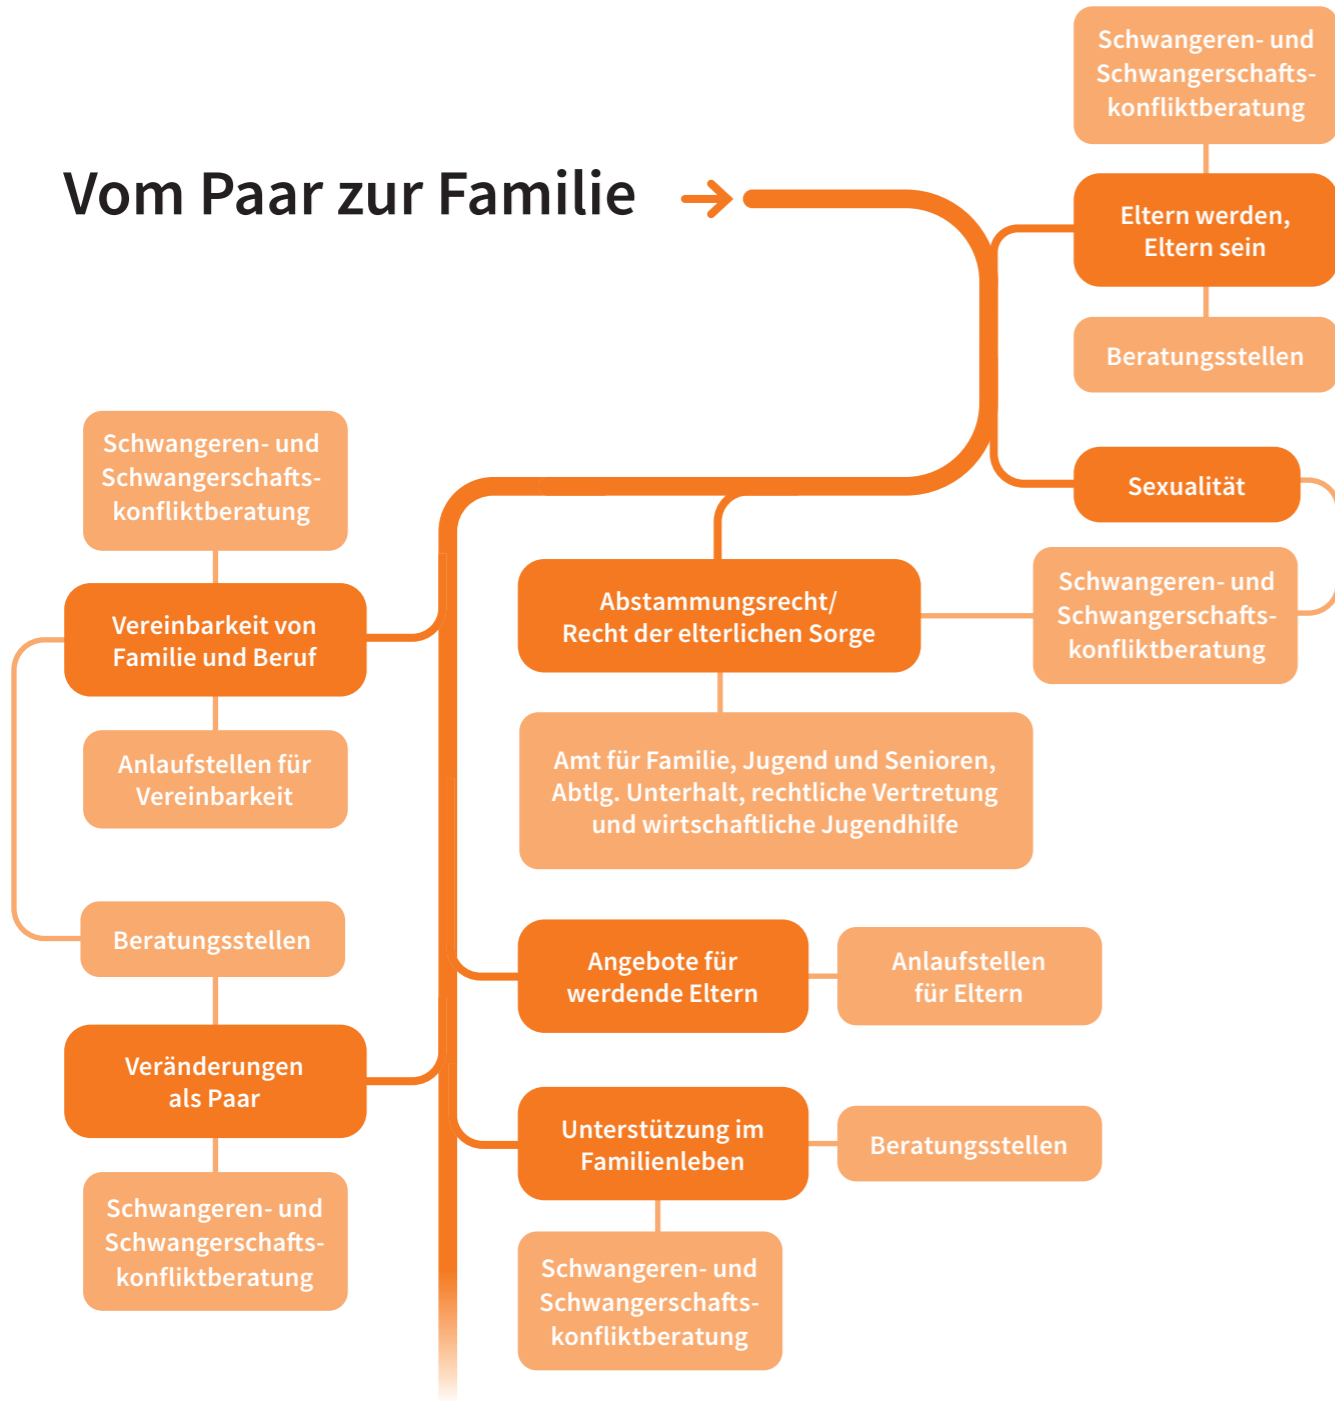 Vom Paar zur Familie
Schwangeren- und
Schwangerschafts-
konfliktberatung
Eltern werden,
Eltern sein
Beratungsstellen
Sexualität
Schwangeren- und
Schwangerschafts-
konfliktberatung
Abstammungsrecht/
Recht der elterlichen Sorge
Amt für Familie, Jugend und Senioren,
Abtlg. Unterhalt, rechtliche Vertretung
und wirtschaftliche Jugendhilfe
Schwangeren- und
Schwangerschafts-
konfliktberatung
Vereinbarkeit von
Familie und Beruf
Anlaufstellen für
Vereinbarkeit
Beratungsstellen
Veränderungen
als Paar
Schwangeren- und
Schwangerschafts-
konfliktberatung
Angebote für
werdende Eltern
Anlaufstellen
für Eltern
Unterstützung im
Familienleben
Beratungsstellen
Schwangeren- und
Schwangerschafts-
konfliktberatung